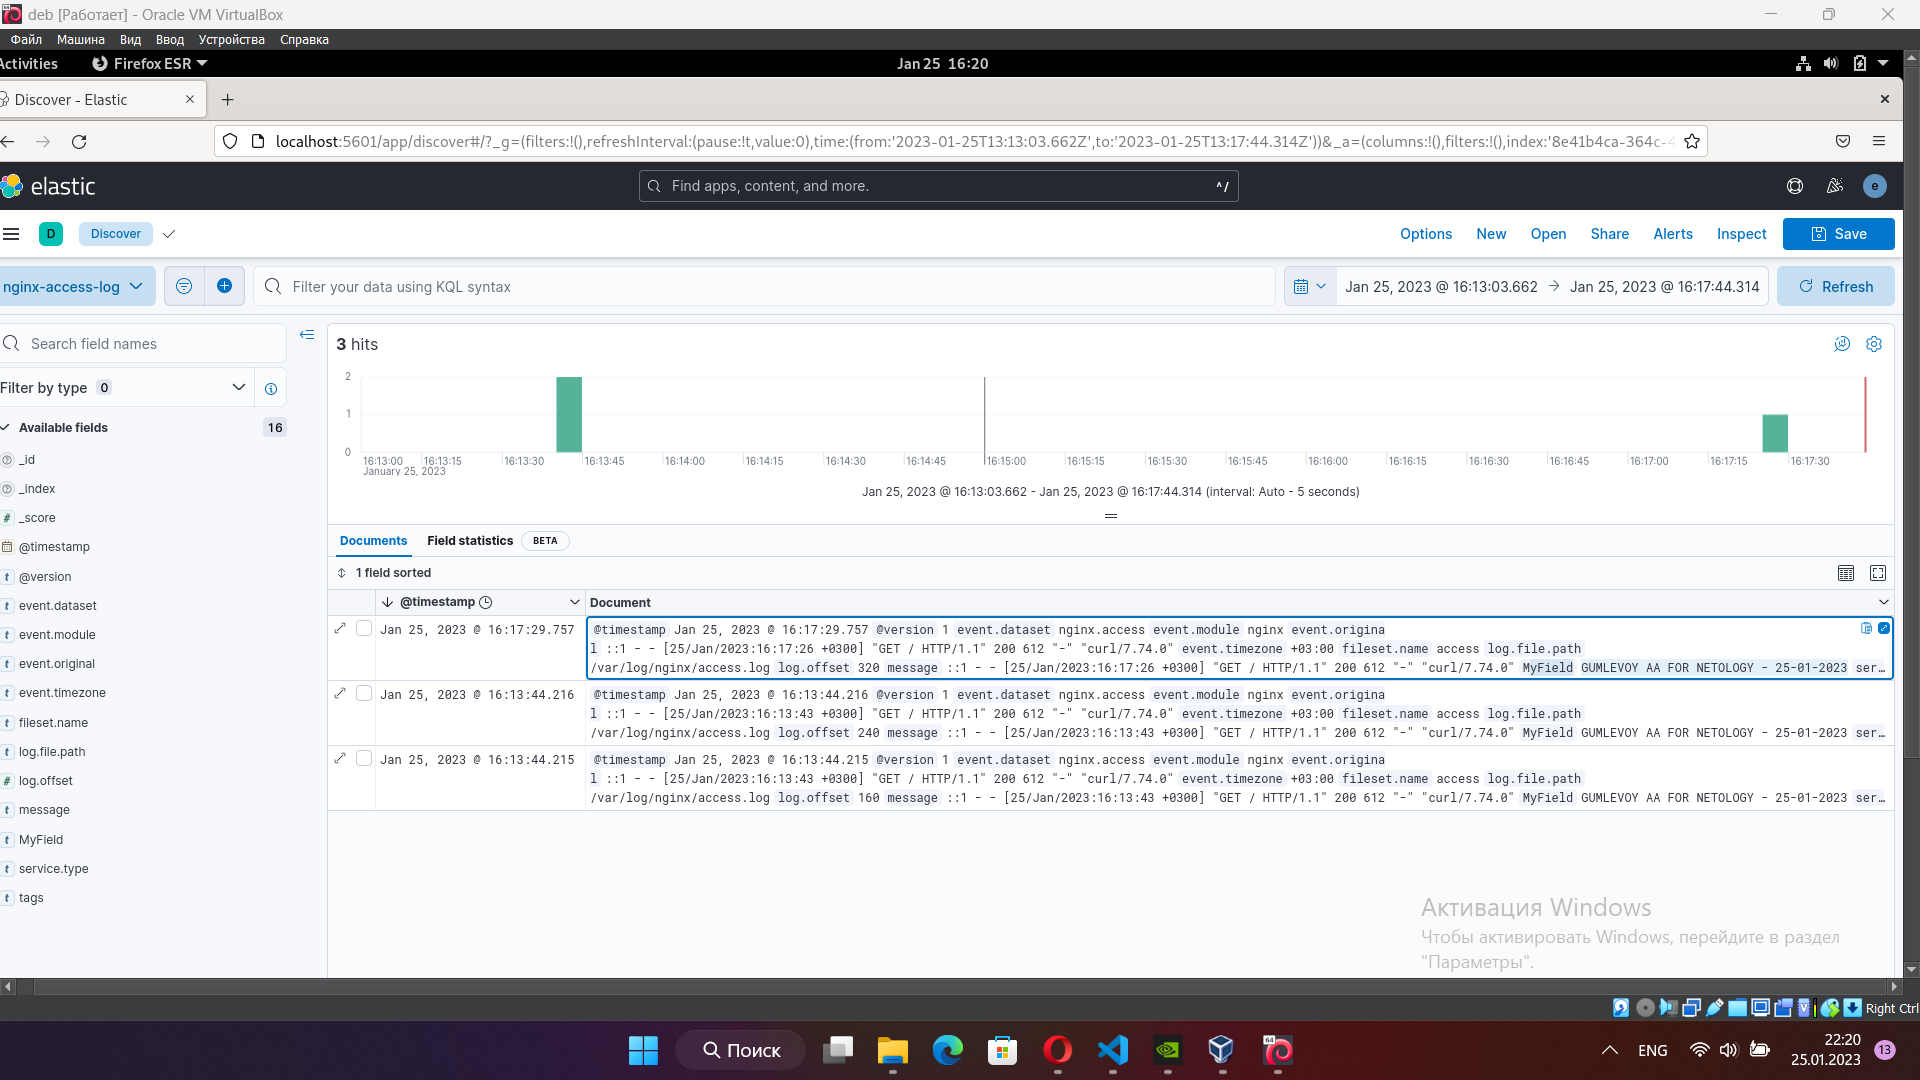 deb [Работает] - Oracle VM VirtualBox
Файл Машина Вид Ввод Устройства Справка
Activities Firefox ESR Jan 25 16:20
Discover - Elastic
localhost:5601/app/discover#/?_g=(filters:!(),refreshInterval:(pause:!t,value:0),time:(from:'2023-01-25T13:13:03.662Z',to:'2023-01-25T13:17:44.314Z'))&_a=(columns:!(),filters:!(),index:'8e41b4ca-364c-4
elastic Find apps, content, and more. ^/ e
D Discover Options New Open Share Alerts Inspect Save
nginx-access-log Filter your data using KQL syntax Jan 25, 2023 @ 16:13:03.662 → Jan 25, 2023 @ 16:17:44.314 Refresh
Search field names
Filter by type 0
Available fields 16
_id
_index
_score
@timestamp
@version
event.dataset
event.module
event.original
event.timezone
fileset.name
log.file.path
log.offset
message
MyField
service.type
tags
3 hits
2
1
0
16:13:00 16:13:15 16:13:30 16:13:45 16:14:00 16:14:15 16:14:30 16:14:45 16:15:00 16:15:15 16:15:30 16:15:45 16:16:00 16:16:15 16:16:30 16:16:45 16:17:00 16:17:15 16:17:30
January 25, 2023
Jan 25, 2023 @ 16:13:03.662 - Jan 25, 2023 @ 16:17:44.314 (interval: Auto - 5 seconds)
Documents Field statistics BETA
1 field sorted
@timestamp Document
Jan 25, 2023 @ 16:17:29.757 @timestamp Jan 25, 2023 @ 16:17:29.757 @version 1 event.dataset nginx.access event.module nginx event.origina
l ::1 - - [25/Jan/2023:16:17:26 +0300] "GET / HTTP/1.1" 200 612 "-" "curl/7.74.0" event.timezone +03:00 fileset.name access log.file.path
/var/log/nginx/access.log log.offset 320 message ::1 - - [25/Jan/2023:16:17:26 +0300] "GET / HTTP/1.1" 200 612 "-" "curl/7.74.0" MyField GUMLEVOY AA FOR NETOLOGY - 25-01-2023 ser…
Jan 25, 2023 @ 16:13:44.216 @timestamp Jan 25, 2023 @ 16:13:44.216 @version 1 event.dataset nginx.access event.module nginx event.origina
l ::1 - - [25/Jan/2023:16:13:43 +0300] "GET / HTTP/1.1" 200 612 "-" "curl/7.74.0" event.timezone +03:00 fileset.name access log.file.path
/var/log/nginx/access.log log.offset 240 message ::1 - - [25/Jan/2023:16:13:43 +0300] "GET / HTTP/1.1" 200 612 "-" "curl/7.74.0" MyField GUMLEVOY AA FOR NETOLOGY - 25-01-2023 ser…
Jan 25, 2023 @ 16:13:44.215 @timestamp Jan 25, 2023 @ 16:13:44.215 @version 1 event.dataset nginx.access event.module nginx event.origina
l ::1 - - [25/Jan/2023:16:13:43 +0300] "GET / HTTP/1.1" 200 612 "-" "curl/7.74.0" event.timezone +03:00 fileset.name access log.file.path
/var/log/nginx/access.log log.offset 160 message ::1 - - [25/Jan/2023:16:13:43 +0300] "GET / HTTP/1.1" 200 612 "-" "curl/7.74.0" MyField GUMLEVOY AA FOR NETOLOGY - 25-01-2023 ser…
Активация Windows
Чтобы активировать Windows, перейдите в раздел
"Параметры".
Right Ctrl
Поиск ENG 22:20
25.01.2023 13